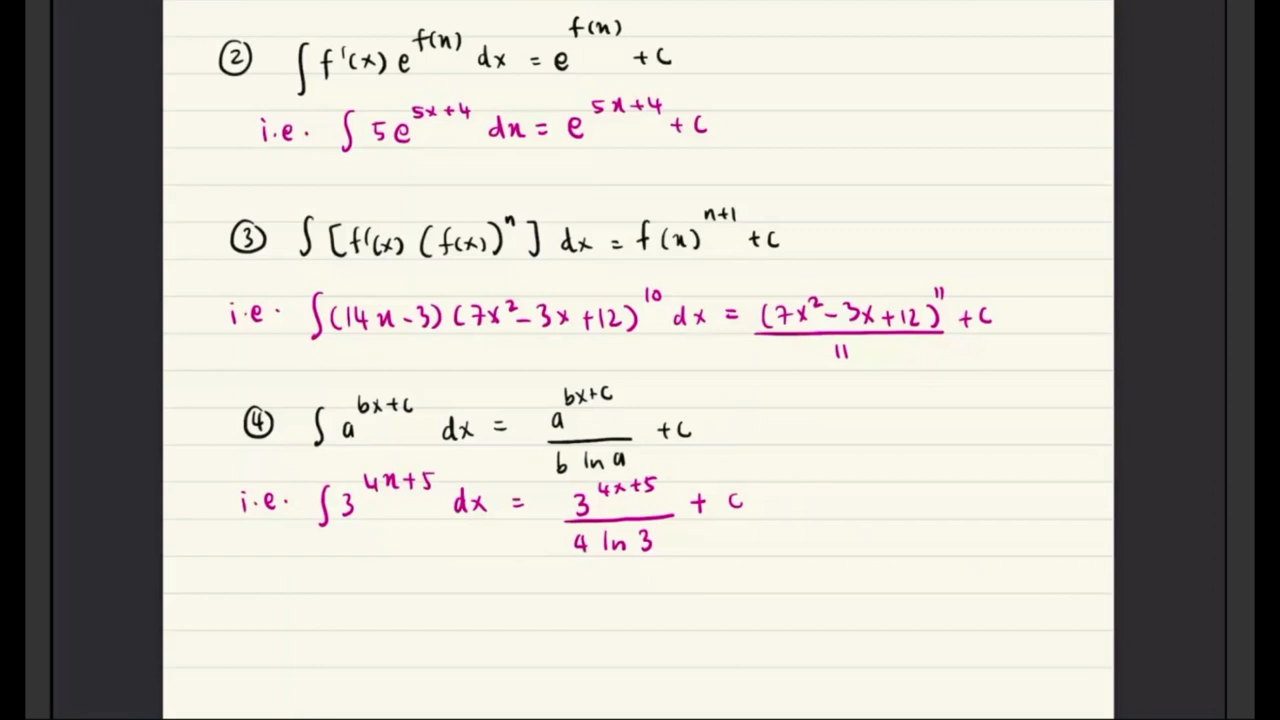 ② ∫ f'(x) e^{f(x)} dx = e^{f(x)} + c
i.e. ∫ 5e^{5x+4} dx = e^{5x+4} + c
③ ∫ [f'(x) (f(x))^n] dx = f(x)^{n+1} + c
i.e. ∫(14x-3) (7x²-3x+12)^{10} dx = (7x²-3x+12)^{11}/11 + c
④ ∫ a^{bx+c} dx = a^{bx+c}/(b ln a) + c
i.e. ∫ 3^{4x+5} dx = 3^{4x+5}/(4 ln 3) + c